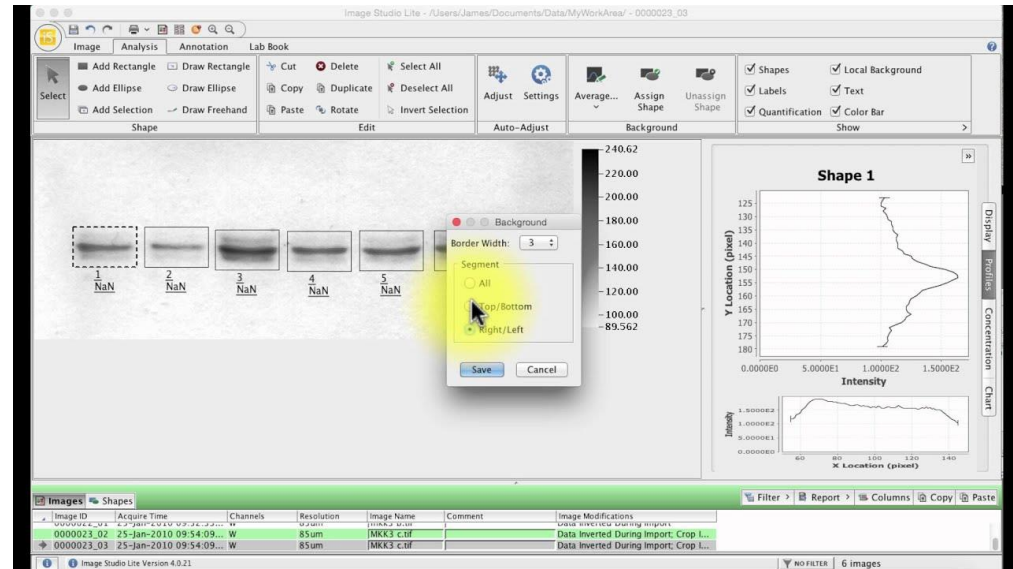 Image Studio Lite - /Users/James/Documents/Data/MyWorkArea/ - 0000023_03
Image Analysis Annotation Lab Book
Select
Add Rectangle Draw Rectangle
Add Ellipse Draw Ellipse
Add Selection Draw Freehand
Shape
Cut Delete Select All
Copy Duplicate Deselect All
Paste Rotate Invert Selection
Edit
Adjust Settings
Auto-Adjust
Average... Assign Shape Unassign Shape
Background
Shapes Local Background
Labels Text
Quantification Color Bar
Show
240.62
220.00
200.00
180.00
160.00
140.00
120.00
100.00
89.562
1 2 3 4 5
NaN NaN NaN NaN NaN
Background
Border Width: 3
Segment
All
Top/Bottom
Right/Left
Save Cancel
Shape 1
Y Location (pixel)
125
130
135
140
145
150
155
160
165
170
175
180
0.0000E0 5.0000E1 1.0000E2 1.5000E2
Intensity
Intensity
1.5000E2
1.0000E2
5.0000E1
0.0000E0
60 80 100 120 140
X Location (pixel)
Display
Profiles
Concentration
Chart
Images Shapes
Filter Report Columns Copy Paste
Image ID Acquire Time Channels Resolution Image Name Comment Image Modifications
0000023_02 25-Jan-2010 09:54:09... W 85um MKK3 c.tif Data Inverted During Import; Crop I...
0000023_03 25-Jan-2010 09:54:09... W 85um MKK3 c.tif Data Inverted During Import; Crop I...
Image Studio Lite Version 4.0.21
NO FILTER 6 images